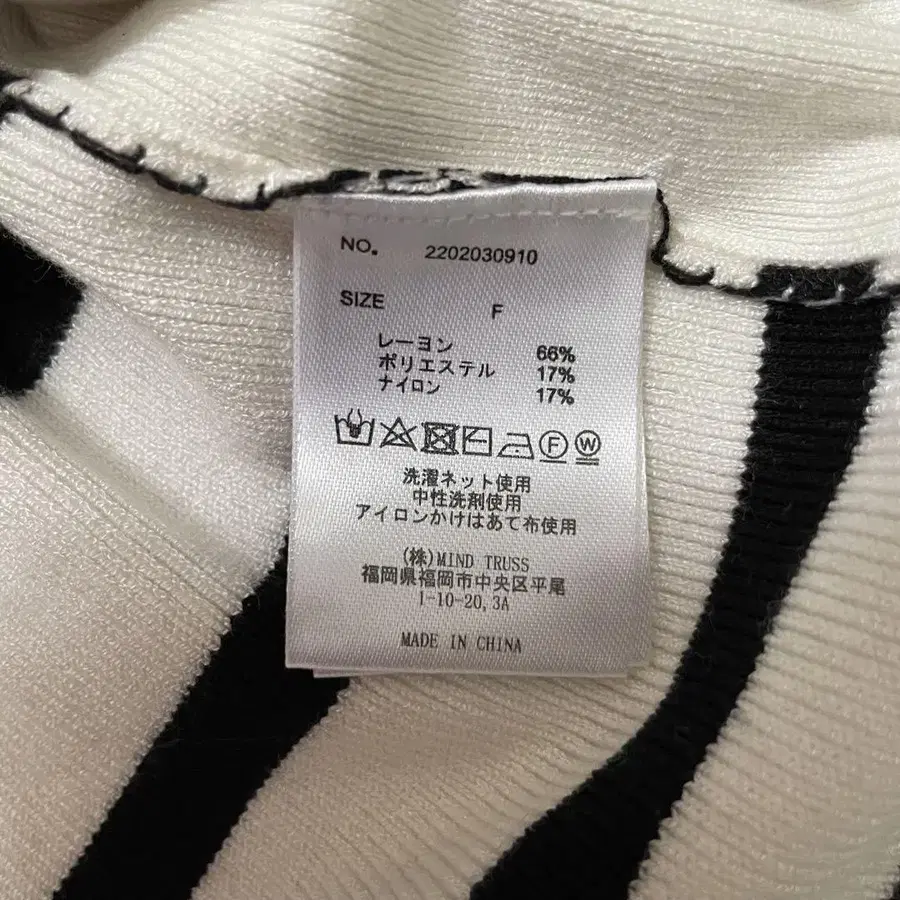 NO. 2202030910
SIZE F
レーヨン 66%
ポリエステル 17%
ナイロン 17%
F W
洗濯ネット使用
中性洗剤使用
アイロンかけはあて布使用
(株)MIND TRUSS
福岡県福岡市中央区平尾
1-10-20,3A
MADE IN CHINA